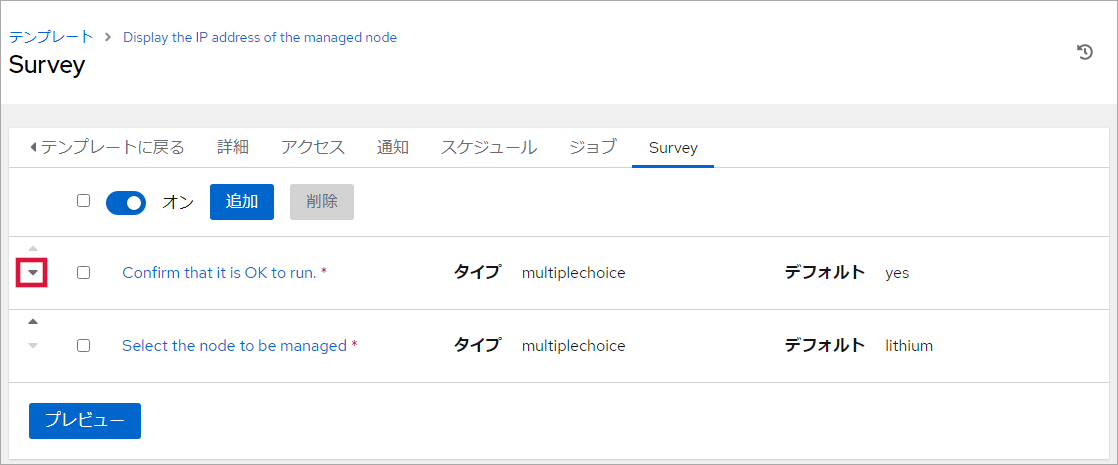 テンプレート > Display the IP address of the managed node
Survey
テンプレートに戻る 詳細 アクセス 通知 スケジュール ジョブ Survey
オン 追加 削除
Confirm that it is OK to run. * タイプ multiplechoice デフォルト yes
Select the node to be managed * タイプ multiplechoice デフォルト lithium
プレビュー